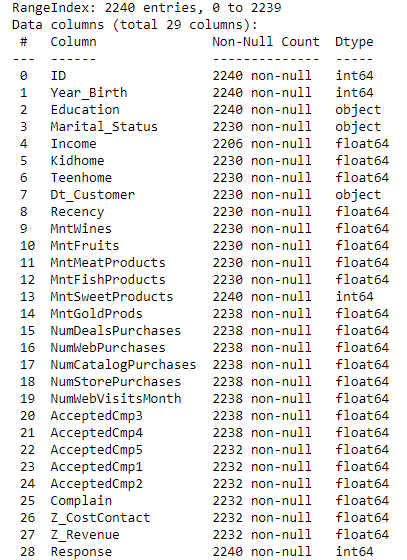 RangeIndex: 2240 entries, 0 to 2239
Data columns (total 29 columns):
 #   Column               Non-Null Count  Dtype
---  ------               --------------  -----
 0   ID                   2240 non-null   int64
 1   Year_Birth           2240 non-null   int64
 2   Education            2240 non-null   object
 3   Marital_Status       2230 non-null   object
 4   Income               2206 non-null   float64
 5   Kidhome              2230 non-null   float64
 6   Teenhome             2230 non-null   float64
 7   Dt_Customer          2230 non-null   object
 8   Recency              2230 non-null   float64
 9   MntWines             2230 non-null   float64
 10  MntFruits            2230 non-null   float64
 11  MntMeatProducts      2230 non-null   float64
 12  MntFishProducts      2230 non-null   float64
 13  MntSweetProducts     2240 non-null   int64
 14  MntGoldProds         2238 non-null   float64
 15  NumDealsPurchases    2238 non-null   float64
 16  NumWebPurchases      2238 non-null   float64
 17  NumCatalogPurchases  2238 non-null   float64
 18  NumStorePurchases    2238 non-null   float64
 19  NumWebVisitsMonth    2238 non-null   float64
 20  AcceptedCmp3         2238 non-null   float64
 21  AcceptedCmp4         2238 non-null   float64
 22  AcceptedCmp5         2232 non-null   float64
 23  AcceptedCmp1         2232 non-null   float64
 24  AcceptedCmp2         2232 non-null   float64
 25  Complain             2232 non-null   float64
 26  Z_CostContact        2232 non-null   float64
 27  Z_Revenue            2232 non-null   float64
 28  Response             2240 non-null   int64